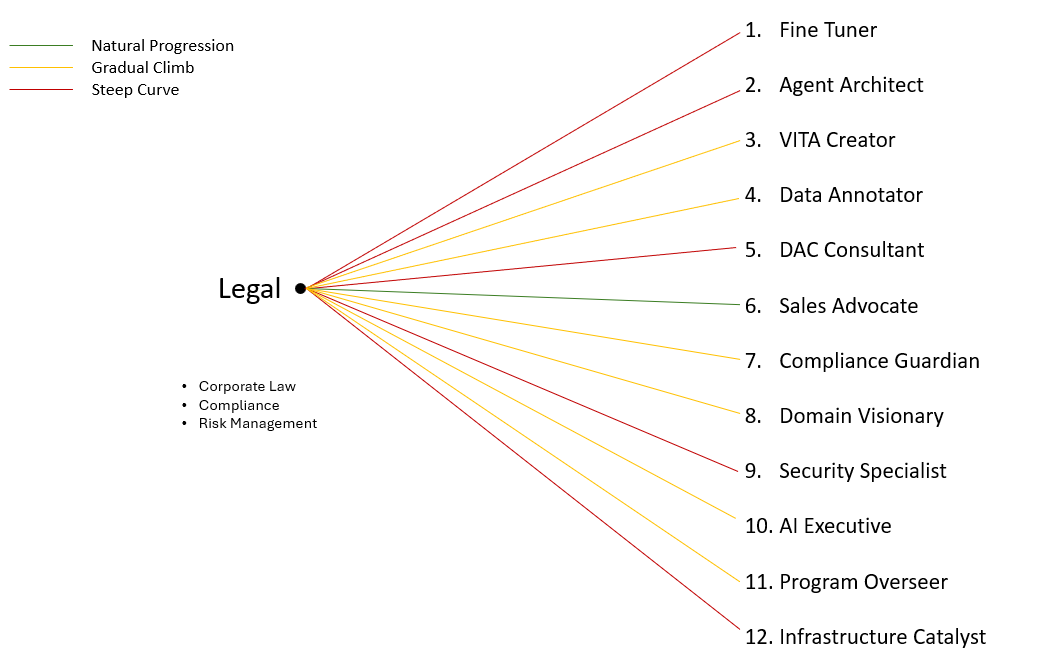 Natural Progression
Gradual Climb
Steep Curve
Legal
• Corporate Law
• Compliance
• Risk Management
1. Fine Tuner
2. Agent Architect
3. VITA Creator
4. Data Annotator
5. DAC Consultant
6. Sales Advocate
7. Compliance Guardian
8. Domain Visionary
9. Security Specialist
10. AI Executive
11. Program Overseer
12. Infrastructure Catalyst